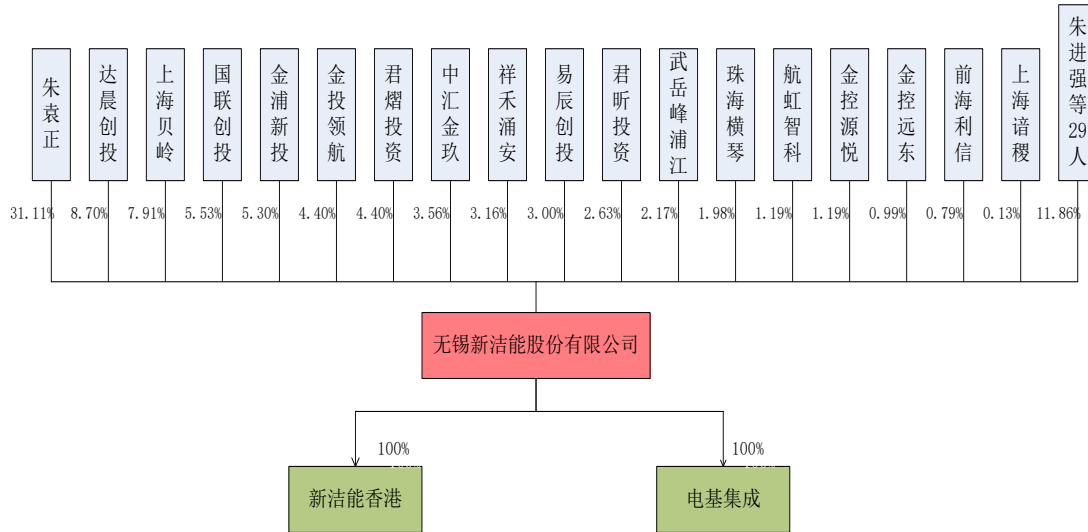 朱袁正
达晨创投
上海贝岭
国联创投
金浦新投
金投领航
君熠投资
中汇金玖
祥禾涌安
易辰创投
君昕投资
武岳峰浦江
珠海横琴
航虹智科
金控源悦
金控远东
前海利信
上海谙稷
朱进强等29人
31.11%
8.70%
7.91%
5.53%
5.30%
4.40%
4.40%
3.56%
3.16%
3.00%
2.63%
2.17%
1.98%
1.19%
1.19%
0.99%
0.79%
0.13%
11.86%
无锡新洁能股份有限公司
100%
100%
新洁能香港
电基集成